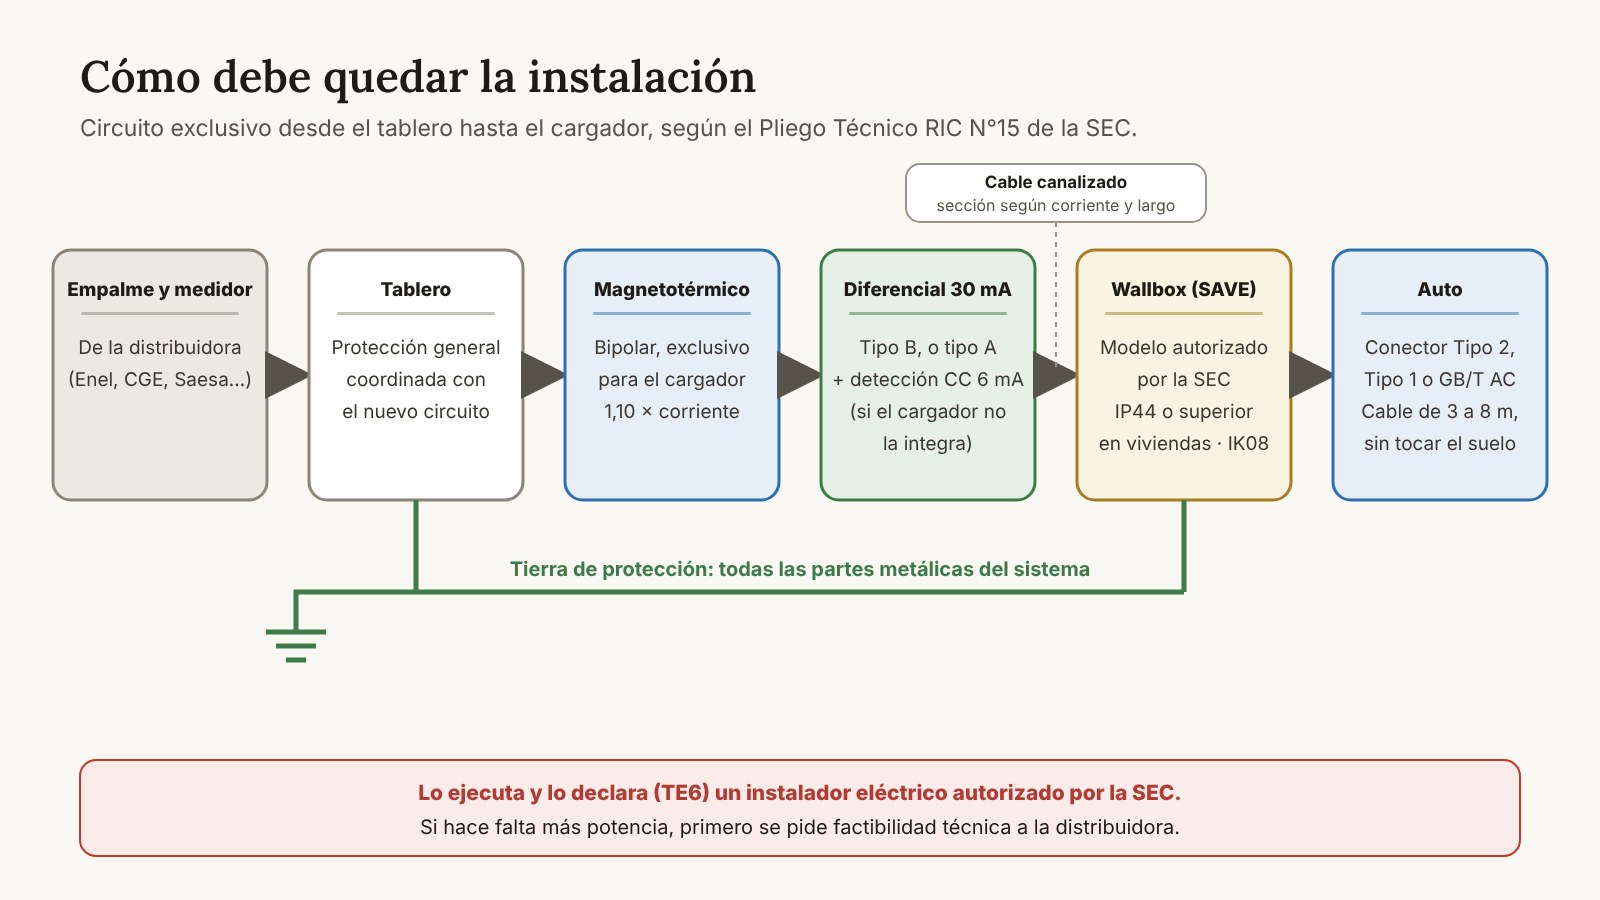 Cómo debe quedar la instalación
Circuito exclusivo desde el tablero hasta el cargador, según el Pliego Técnico RIC N°15 de la SEC.
Cable canalizado
sección según corriente y largo
Empalme y medidor
De la distribuidora
(Enel, CGE, Saesa...)
Tablero
Protección general
coordinada con
el nuevo circuito
Magnetotérmico
Bipolar, exclusivo
para el cargador
1,10 × corriente
Diferencial 30 mA
Tipo B, o tipo A
+ detección CC 6 mA
(si el cargador no
la integra)
Wallbox (SAVE)
Modelo autorizado
por la SEC
IP44 o superior
en viviendas · IK08
Auto
Conector Tipo 2,
Tipo 1 o GB/T AC
Cable de 3 a 8 m,
sin tocar el suelo
Tierra de protección: todas las partes metálicas del sistema
Lo ejecuta y lo declara (TE6) un instalador eléctrico autorizado por la SEC.
Si hace falta más potencia, primero se pide factibilidad técnica a la distribuidora.